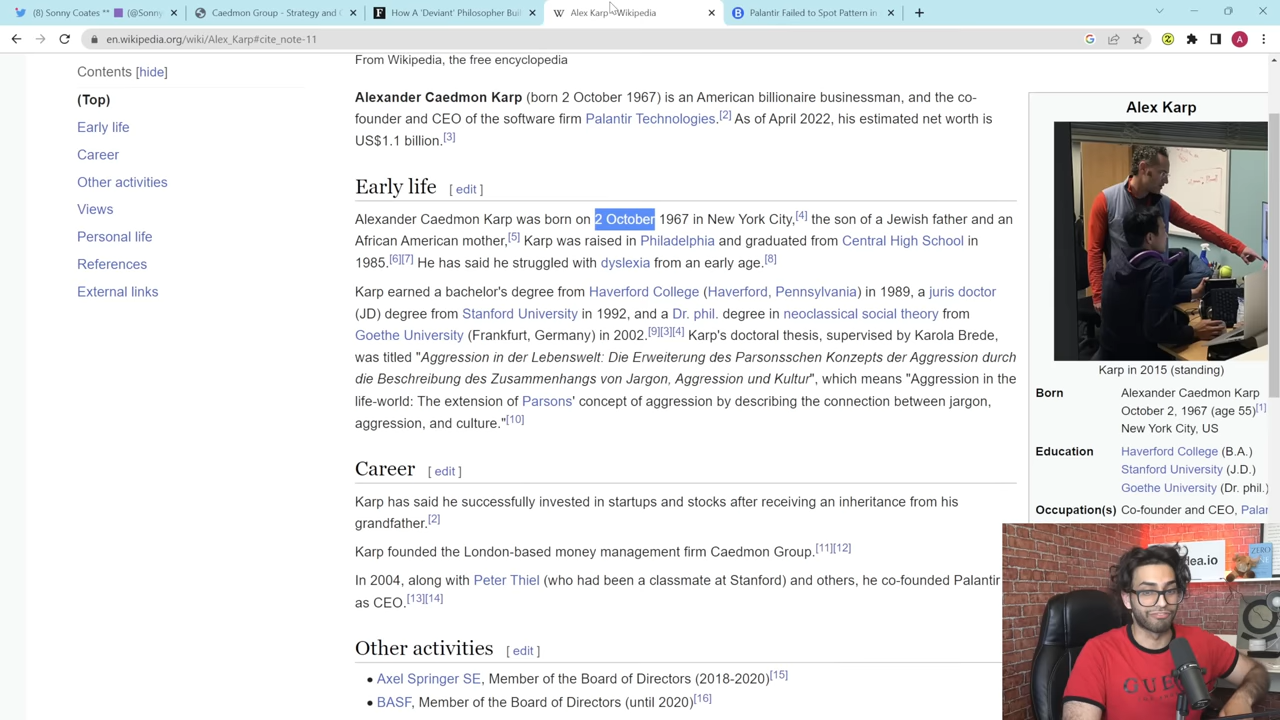 (3) Sonny Coates ** 🇺🇸 (@Sonny
Caedmon Group - Strategy and C
How A 'Deviant' Philosopher Buil
Alex Karp - Wikipedia
Palantir Failed to Spot Pattern in
en.wikipedia.org/wiki/Alex_Karp#cite_note-11
From Wikipedia, the free encyclopedia
Contents [hide]
(Top)
Early life
Career
Other activities
Views
Personal life
References
External links
Alexander Caedmon Karp (born 2 October 1967) is an American billionaire businessman, and the co-
founder and CEO of the software firm Palantir Technologies.[2] As of April 2022, his estimated net worth is
US$1.1 billion.[3]
Early life [ edit ]
Alexander Caedmon Karp was born on 2 October 1967 in New York City,[4] the son of a Jewish father and an
African American mother,[5] Karp was raised in Philadelphia and graduated from Central High School in
1985.[6][7] He has said he struggled with dyslexia from an early age.[8]
Karp earned a bachelor's degree from Haverford College (Haverford, Pennsylvania) in 1989, a juris doctor
(JD) degree from Stanford University in 1992, and a Dr. phil. degree in neoclassical social theory from
Goethe University (Frankfurt, Germany) in 2002.[9][3][4] Karp's doctoral thesis, supervised by Karola Brede,
was titled "Aggression in der Lebenswelt: Die Erweiterung des Parsonsschen Konzepts der Aggression durch
die Beschreibung des Zusammenhangs von Jargon, Aggression und Kultur", which means "Aggression in the
life-world: The extension of Parsons' concept of aggression by describing the connection between jargon,
aggression, and culture."[10]
Career [ edit ]
Karp has said he successfully invested in startups and stocks after receiving an inheritance from his
grandfather.[2]
Karp founded the London-based money management firm Caedmon Group.[11][12]
In 2004, along with Peter Thiel (who had been a classmate at Stanford) and others, he co-founded Palantir
as CEO.[13][14]
Other activities [ edit ]
• Axel Springer SE, Member of the Board of Directors (2018-2020)[15]
• BASF, Member of the Board of Directors (until 2020)[16]
Alex Karp
Karp in 2015 (standing)
Born Alexander Caedmon Karp
October 2, 1967 (age 55)[1]
New York City, US
Education Haverford College (B.A.)
Stanford University (J.D.)
Goethe University (Dr. phil.)
Occupation(s) Co-founder and CEO, Palan
dea.io
ZERO